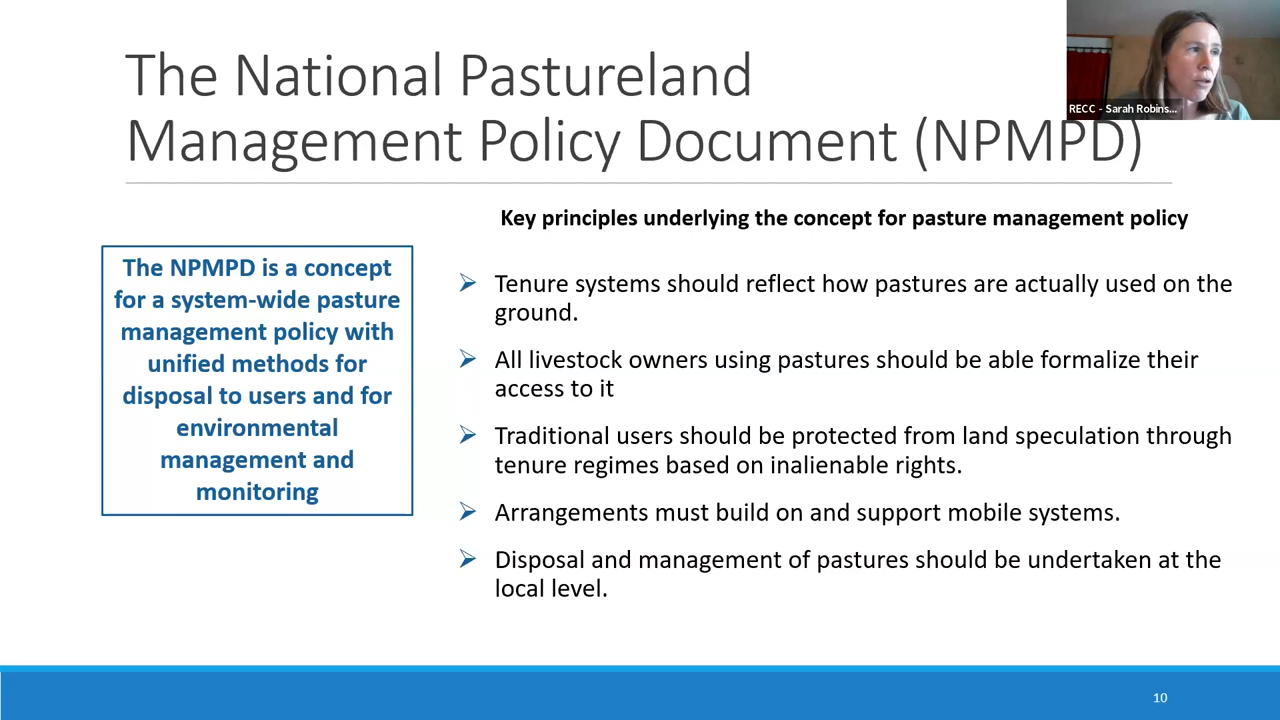 The National Pastureland
Management Policy Document (NPMPD)
RECC - Sarah Robins...
Key principles underlying the concept for pasture management policy
The NPMPD is a concept
for a system-wide pasture
management policy with
unified methods for
disposal to users and for
environmental
management and
monitoring
Tenure systems should reflect how pastures are actually used on the
ground.
All livestock owners using pastures should be able formalize their
access to it
Traditional users should be protected from land speculation through
tenure regimes based on inalienable rights.
Arrangements must build on and support mobile systems.
Disposal and management of pastures should be undertaken at the
local level.
10